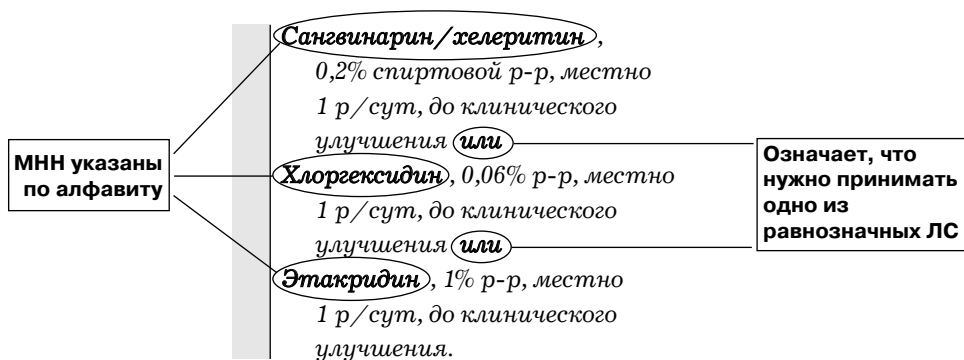 Сангвинарин/хелеритин,
0,2% спиртовой р-р, местно
1 р/сут, до клинического
улучшения или
Хлоргексидин, 0,06% р-р, местно
1 р/сут, до клинического
улучшения или
Этакридин, 1% р-р, местно
1 р/сут, до клинического
улучшения.
МНН указаны
по алфавиту
Означает, что
нужно принимать
одно из
равнозначных ЛС